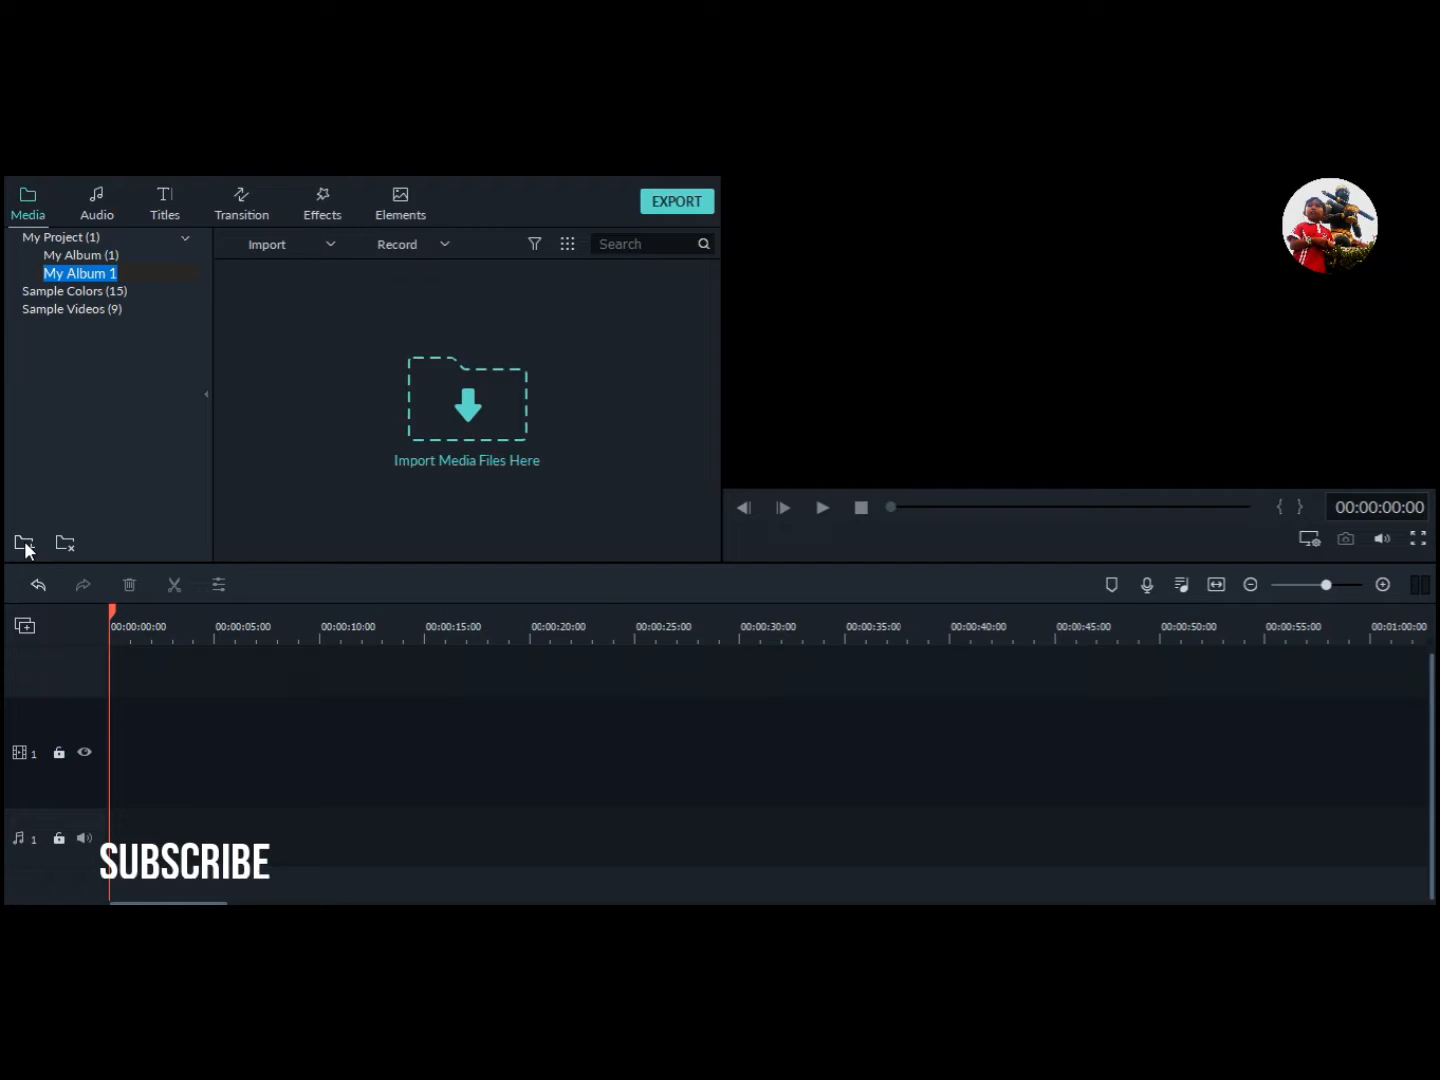 Media Audio Titles Transition Effects Elements EXPORT
My Project (1)
My Album (1)
My Album 1
Sample Colors (15)
Sample Videos (9)
Import Record Search
Import Media Files Here
00:00:00:00
00:00:00:00 00:00:05:00 00:00:10:00 00:00:15:00 00:00:20:00 00:00:25:00 00:00:30:00 00:00:35:00 00:00:40:00 00:00:45:00 00:00:50:00 00:00:55:00 00:01:00:00
1
1
SUBSCRIBE